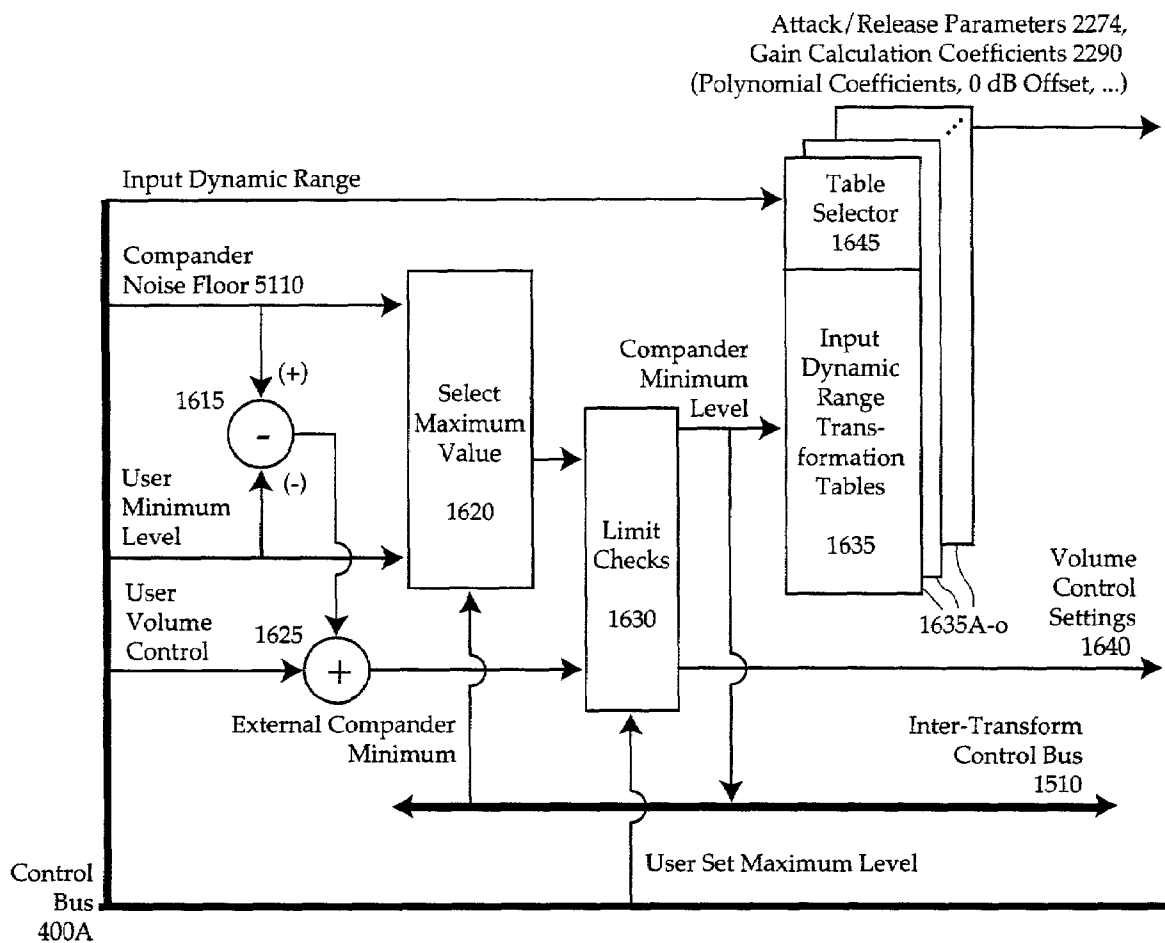 Attack/Release Parameters 2274,
Gain Calculation Coefficients 2290
(Polynomial Coefficients, 0 dB Offset, ...)
Input Dynamic Range
Table
Selector
1645
Compander
Noise Floor 5110
Select
Maximum
Value
1620
Compander
Minimum
Level
Input
Dynamic
Range
Trans-
formation
Tables
1635
1615
(+)
-
(-)
User
Minimum
Level
Limit
Checks
1630
User
Volume
Control
1625
+
1635A-o
Volume
Control
Settings
1640
External Compander
Minimum
Inter-Transform
Control Bus
1510
User Set Maximum Level
Control
Bus
400A